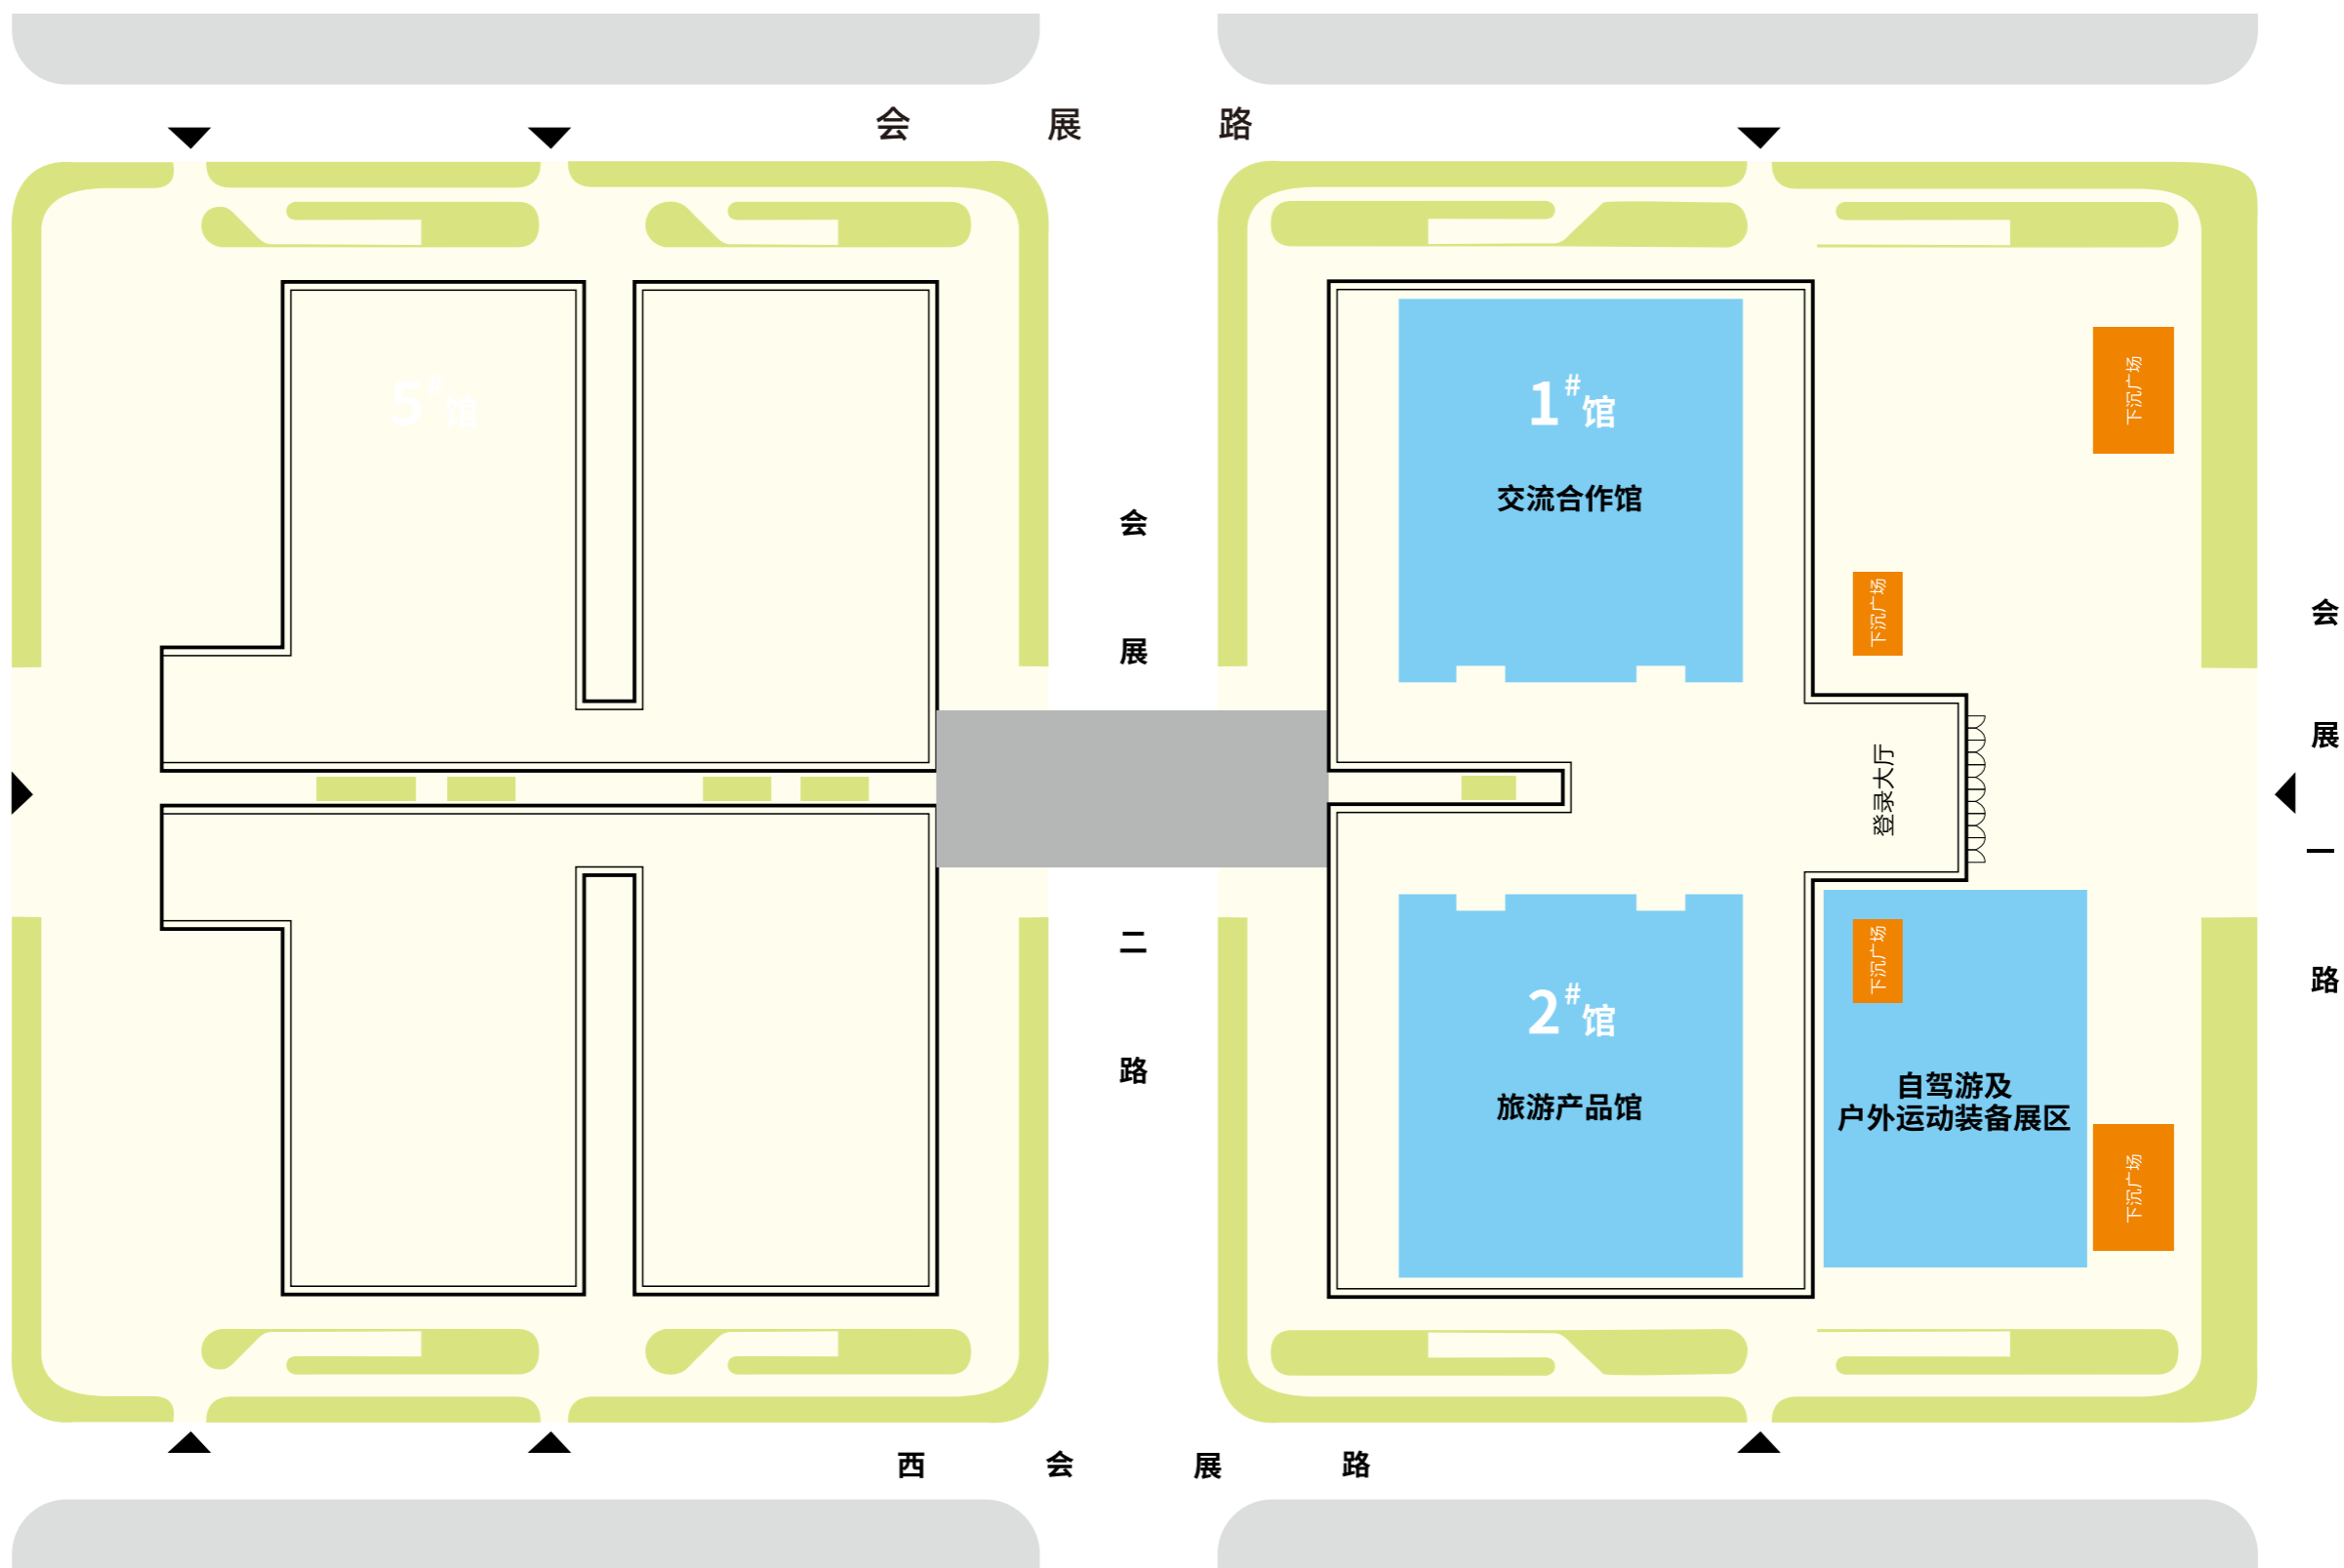 会展路
5#馆
1#馆
交流合作馆
下沉广场
下沉广场
会展二路
会展一路
登录大厅
下沉广场
2#馆
旅游产品馆
自驾游及
户外运动装备展区
下沉广场
西会展路